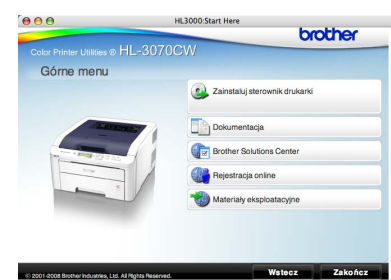 HL3000:Start Here
brother
Color Printer Utilities ® HL-3070CW
Górne menu
Zainstaluj sterownik drukarki
Dokumentacja
Brother Solutions Center
Rejestracja online
Materiały eksploatacyjne
© 2001-2008 Brother Industries, Ltd. All Rights Reserved.
Wstecz
Zakończ